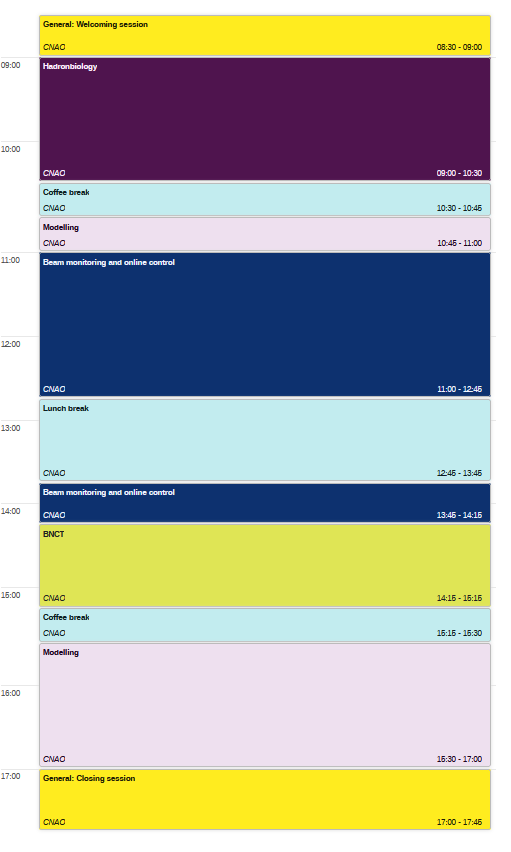 General: Welcoming session
CNAO 08:30 - 09:00
09:00
Hadronbiology
10:00
CNAO 09:00 - 10:30
Coffee break
CNAO 10:30 - 10:45
Modelling
CNAO 10:45 - 11:00
11:00
Beam monitoring and online control
12:00
CNAO 11:00 - 12:45
Lunch break
13:00
CNAO 12:45 - 13:45
Beam monitoring and online control
14:00
CNAO 13:45 - 14:15
BNCT
15:00
CNAO 14:15 - 15:15
Coffee break
CNAO 15:15 - 15:30
Modelling
16:00
CNAO 15:30 - 17:00
17:00
General: Closing session
CNAO 17:00 - 17:45